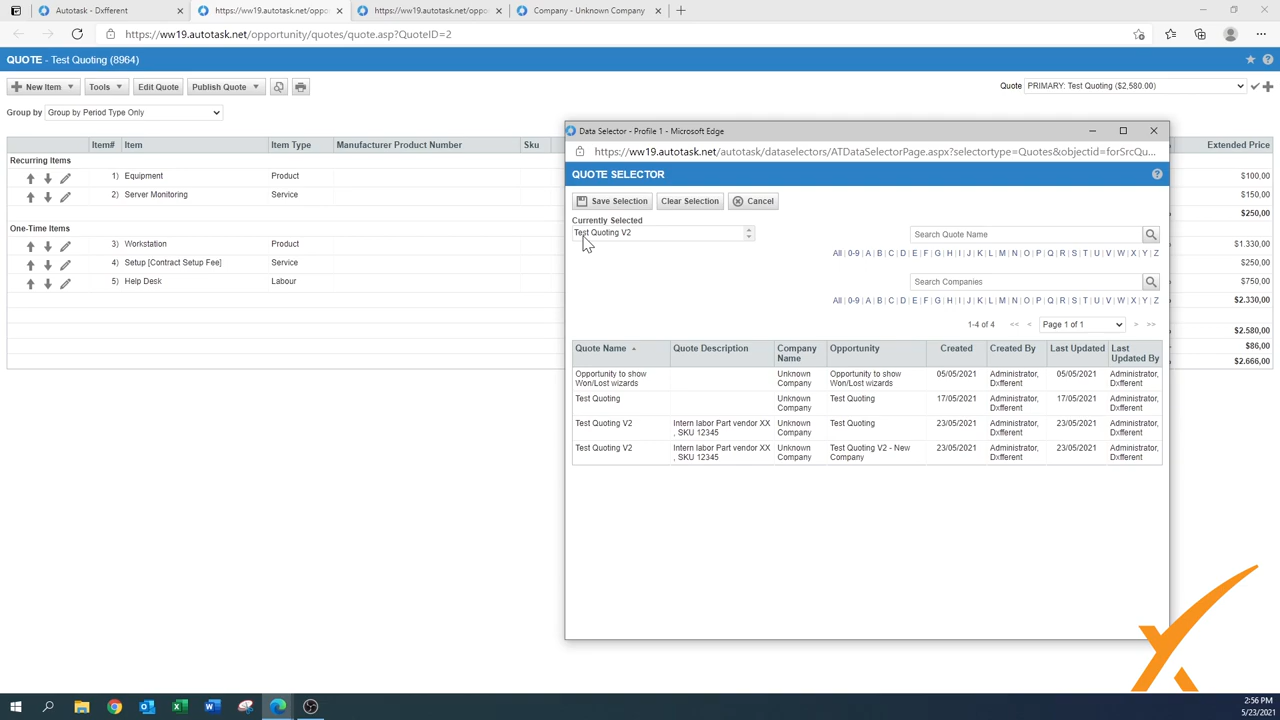 Autotask - Dxfferent
https://ww19.autotask.net/oppo
https://ww19.autotask.net/oppo
Company - Unknown Company
https://ww19.autotask.net/opportunity/quotes/quote.asp?QuoteID=2
QUOTE - Test Quoting (8964)
New Item
Tools
Edit Quote
Publish Quote
Quote
PRIMARY: Test Quoting ($2,580.00)
Group by
Group by Period Type Only
Item# Item Item Type Manufacturer Product Number Sku Extended Price
Recurring Items
1) Equipment Product $100,00
2) Server Monitoring Service $150,00
$250,00
One-Time Items
3) Workstation Product $1.330,00
4) Setup [Contract Setup Fee] Service $250,00
5) Help Desk Labour $750,00
$2.330,00
$2.580,00
$86,00
$2.666,00
Data Selector - Profile 1 - Microsoft Edge
https://ww19.autotask.net/autotask/dataselectors/ATDataSelectorPage.aspx?selectortype=Quotes&objectid=forSrcQu...
QUOTE SELECTOR
Save Selection
Clear Selection
Cancel
Currently Selected
Test Quoting V2
Search Quote Name
All | 0-9 | A | B | C | D | E | F | G | H | I | J | K | L | M | N | O | P | Q | R | S | T | U | V | W | X | Y | Z
Search Companies
All | 0-9 | A | B | C | D | E | F | G | H | I | J | K | L | M | N | O | P | Q | R | S | T | U | V | W | X | Y | Z
1-4 of 4 << < Page 1 of 1 > >>
Quote Name Quote Description Company Name Opportunity Created Created By Last Updated Last Updated By
Opportunity to show Won/Lost wizards Unknown Company Opportunity to show Won/Lost wizards 05/05/2021 Administrator, Dxfferent 05/05/2021 Administrator, Dxfferent
Test Quoting Unknown Company Test Quoting 17/05/2021 Administrator, Dxfferent 17/05/2021 Administrator, Dxfferent
Test Quoting V2 Intern labor Part vendor XX , SKU 12345 Unknown Company Test Quoting 23/05/2021 Administrator, Dxfferent 23/05/2021 Administrator, Dxfferent
Test Quoting V2 Intern labor Part vendor XX , SKU 12345 Unknown Company Test Quoting V2 - New Company 23/05/2021 Administrator, Dxfferent 23/05/2021 Administrator, Dxfferent
2:56 PM
5/23/2021